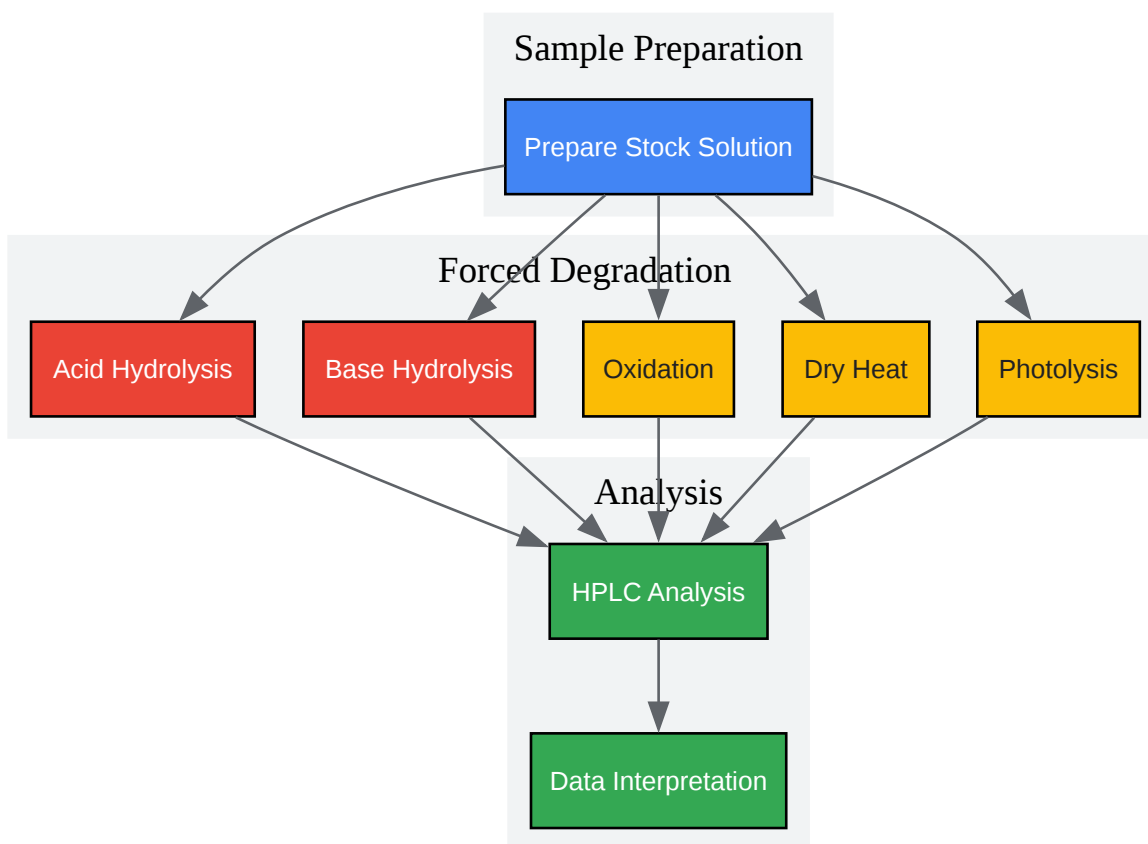 Sample Preparation
Prepare Stock Solution
Forced Degradation
Acid Hydrolysis
Base Hydrolysis
Oxidation
Dry Heat
Photolysis
Analysis
HPLC Analysis
Data Interpretation